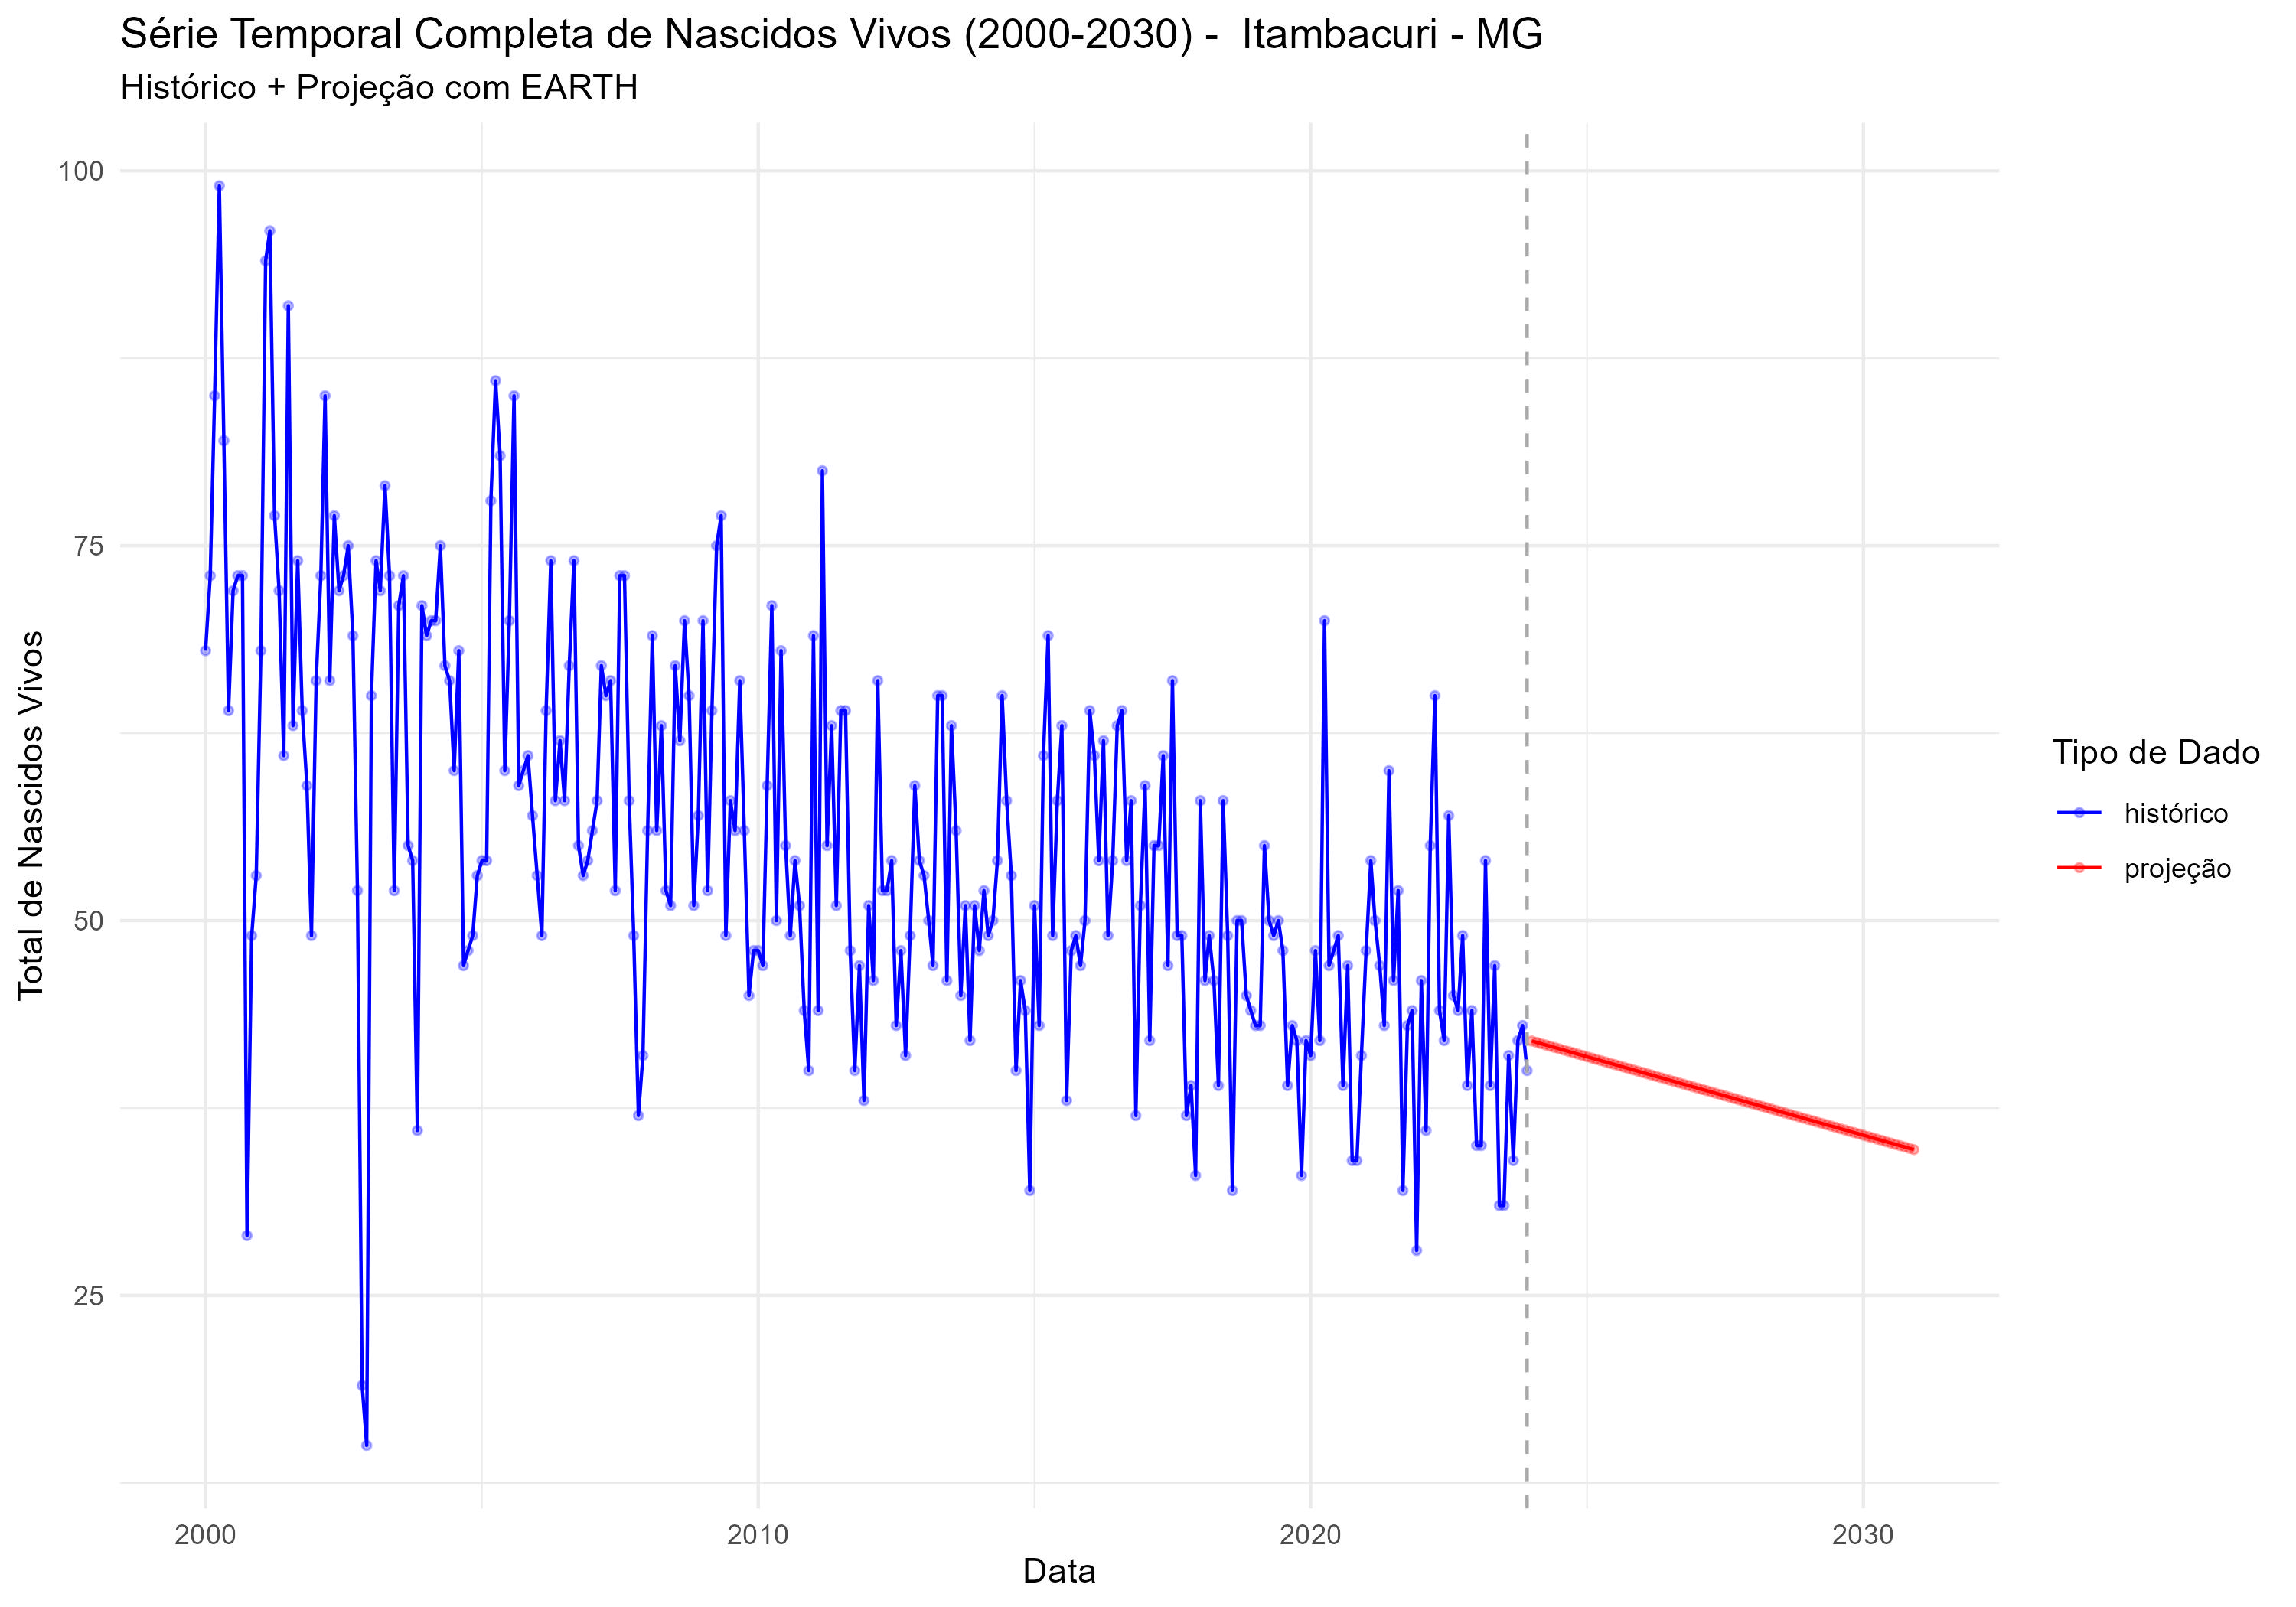 Série Temporal Completa de Nascidos Vivos (2000-2030) -  Itambacuri - MG
Histórico + Projeção com EARTH
Total de Nascidos Vivos
100
75
50
25
2000
2010
2020
2030
Data
Tipo de Dado
histórico
projeção